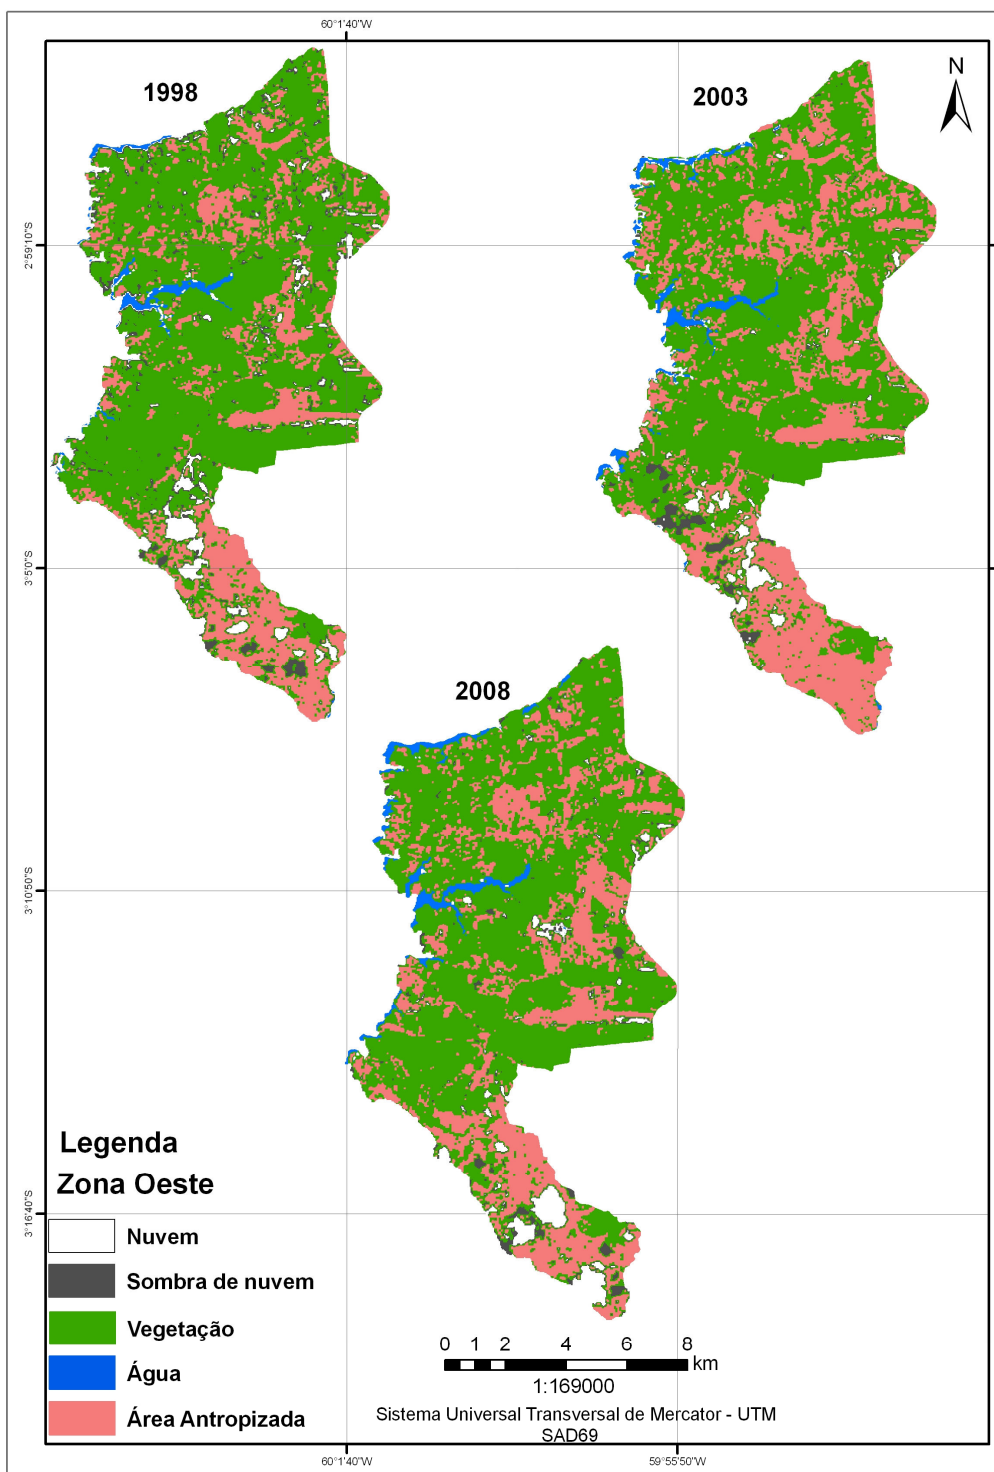 60°1'40"W
1998
2003
N
2°59'10"S
3°5'0"S
2008
3°10'50"S
Legenda
Zona Oeste
3°16'40"S
Nuvem
Sombra de nuvem
Vegetação
Água
Área Antropizada
0 1 2 4 6 8
km
1:169000
Sistema Universal Transversal de Mercator - UTM
SAD69
60°1'40"W
59°55'50"W